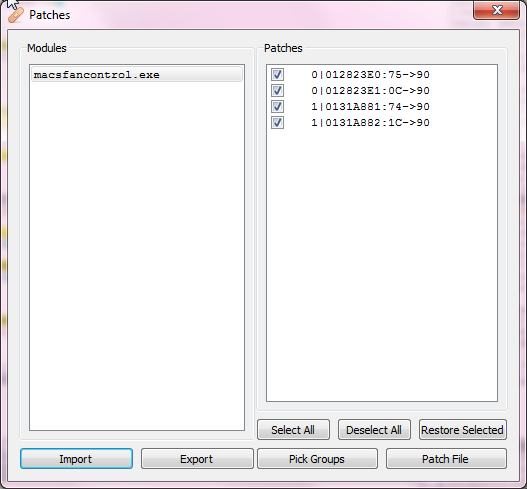 Patches
Modules
macsfancontrol.exe
Patches
0|012823E0:75->90
0|012823E1:0C->90
1|0131A881:74->90
1|0131A882:1C->90
Select All
Deselect All
Restore Selected
Import
Export
Pick Groups
Patch File